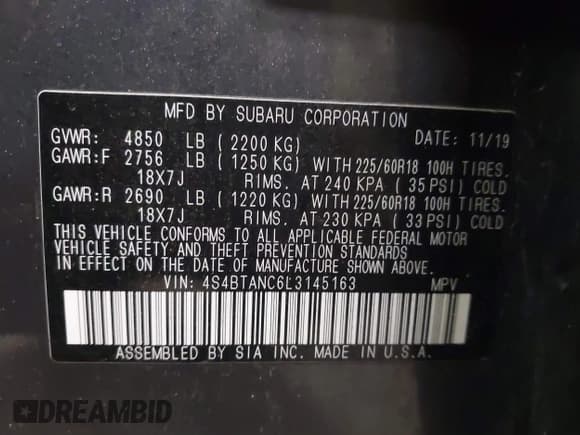 MFD BY SUBARU CORPORATION
GVWR: 4850 LB ( 2200 KG) DATE: 11/19
GAWR:F 2756 LB ( 1250 KG) WITH 225/60R18 100H TIRES.
18X7J RIMS. AT 240 KPA ( 35 PSI) COLD
GAWR:R 2690 LB ( 1220 KG) WITH 225/60R18 100H TIRES.
18X7J RIMS. AT 230 KPA ( 33 PSI) COLD
THIS VEHICLE CONFORMS TO ALL APPLICABLE FEDERAL MOTOR
VEHICLE SAFETY AND THEFT PREVENTION STANDARDS
IN EFFECT ON THE DATE OF MANUFACTURE SHOWN ABOVE.
VIN: 4S4BTANC6L3145163 MPV
ASSEMBLED BY SIA INC. MADE IN U.S.A.
DREAMBID